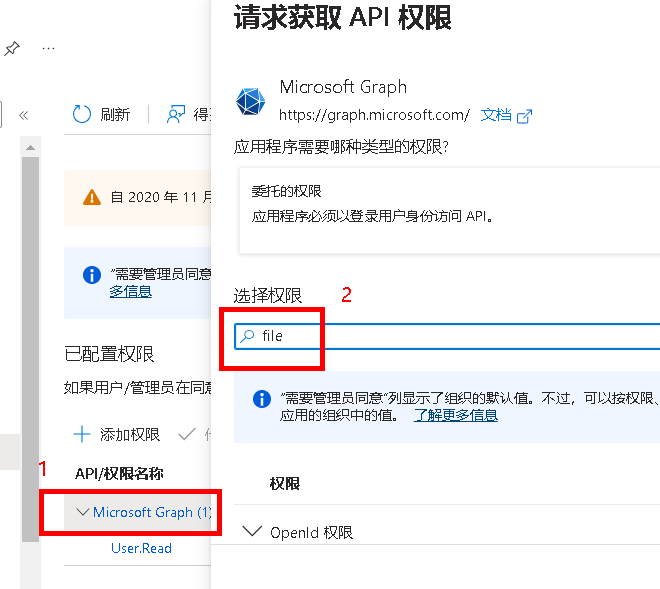 请求获取 API 权限
Microsoft Graph
https://graph.microsoft.com/ 文档
应用程序需要哪种类型的权限?
委托的权限
应用程序必须以登录用户身份访问 API。
选择权限
2
file
"需要管理员同意"列显示了组织的默认值。不过，可以按权限、
应用的组织中的值。 了解更多信息
权限
OpenId 权限
«
刷新
得
自 2020 年 11 月
"需要管理员同意
多信息
已配置权限
如果用户/管理员在同意
添加权限
1
API/权限名称
Microsoft Graph (1)
User.Read